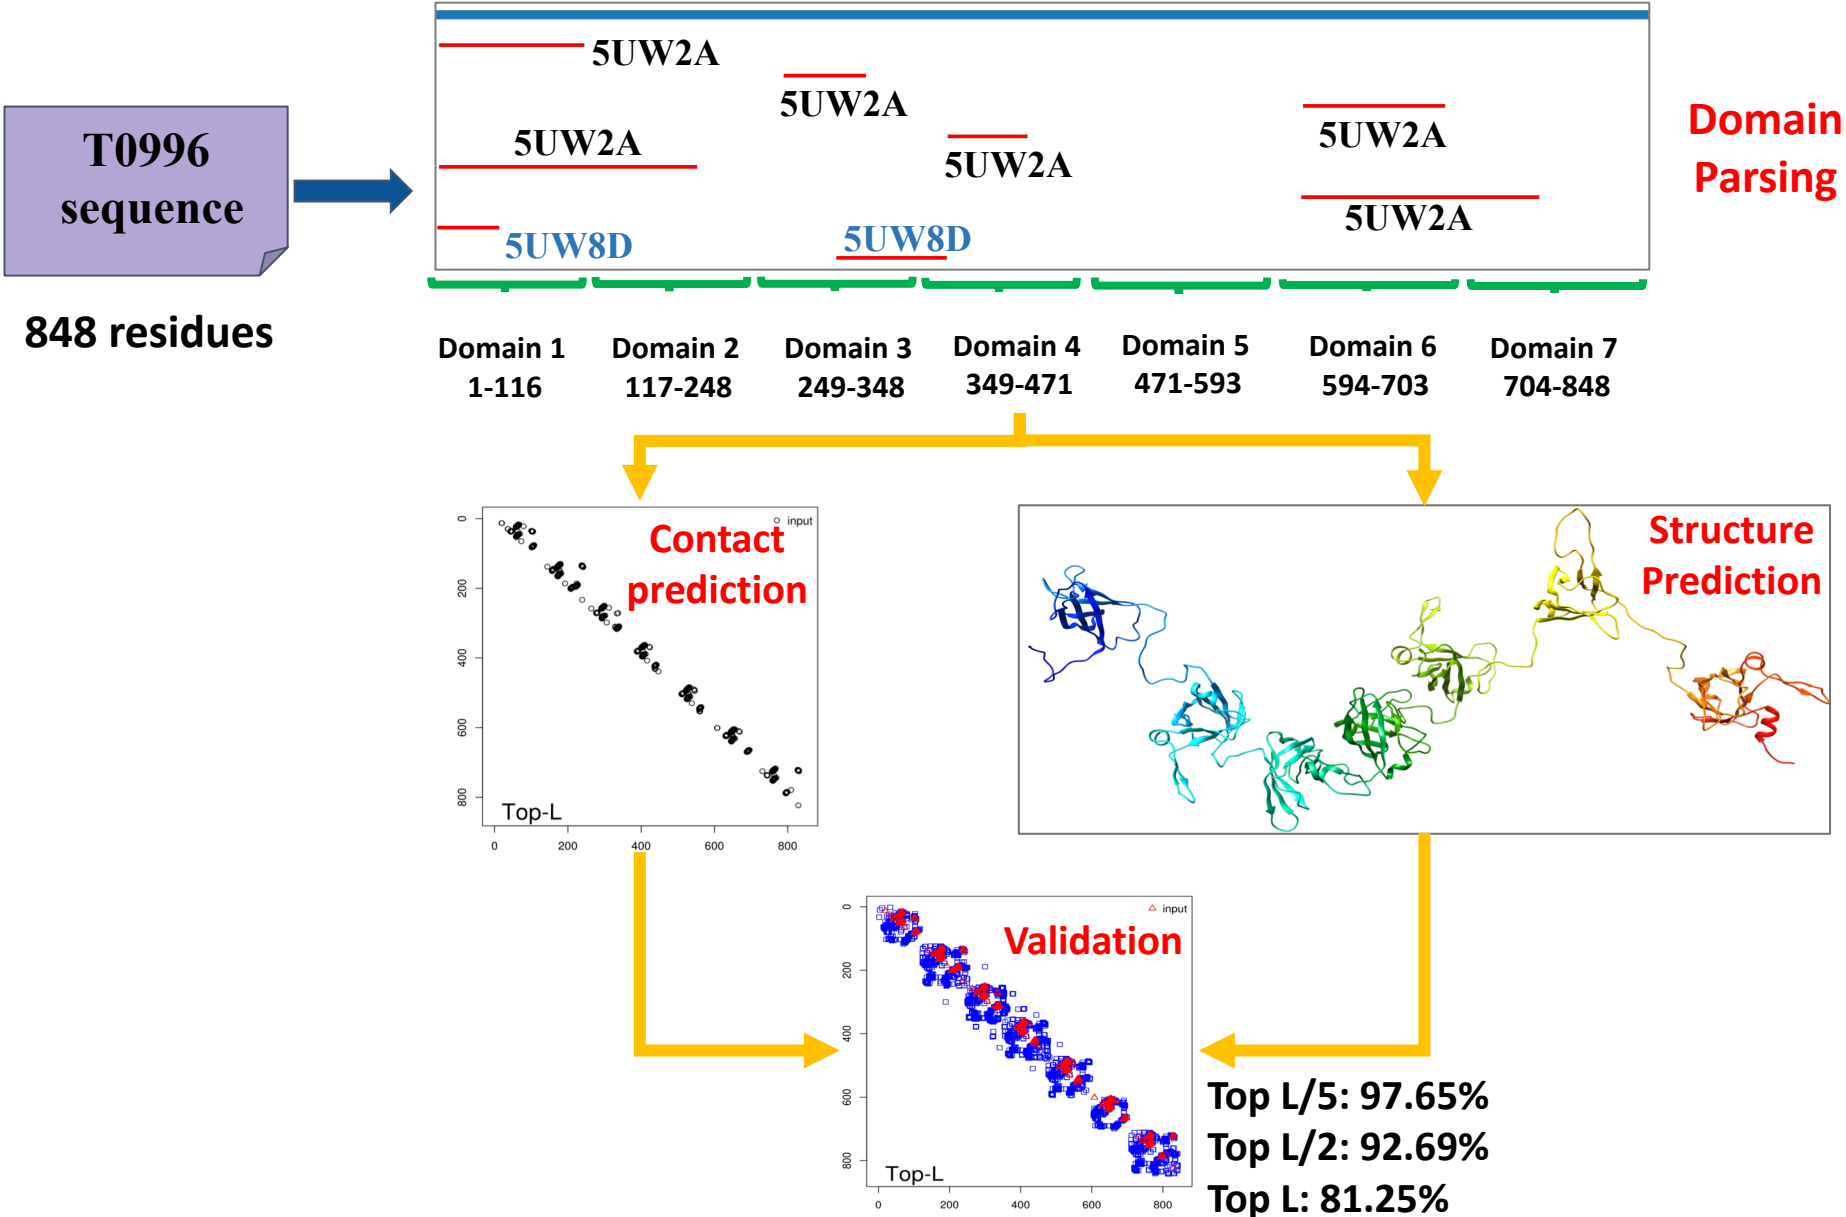 T0996
sequence
848 residues
5UW2A
5UW2A
5UW2A
5UW2A
5UW2A
5UW2A
5UW8D
5UW8D
Domain
Parsing
Domain 1
1-116
Domain 2
117-248
Domain 3
249-348
Domain 4
349-471
Domain 5
471-593
Domain 6
594-703
Domain 7
704-848
input
Contact
prediction
0
200
400
600
800
Top-L
0 200 400 600 800
Structure
Prediction
input
Validation
0
200
400
600
800
Top-L
0 200 400 600 800
Top L/5: 97.65%
Top L/2: 92.69%
Top L: 81.25%